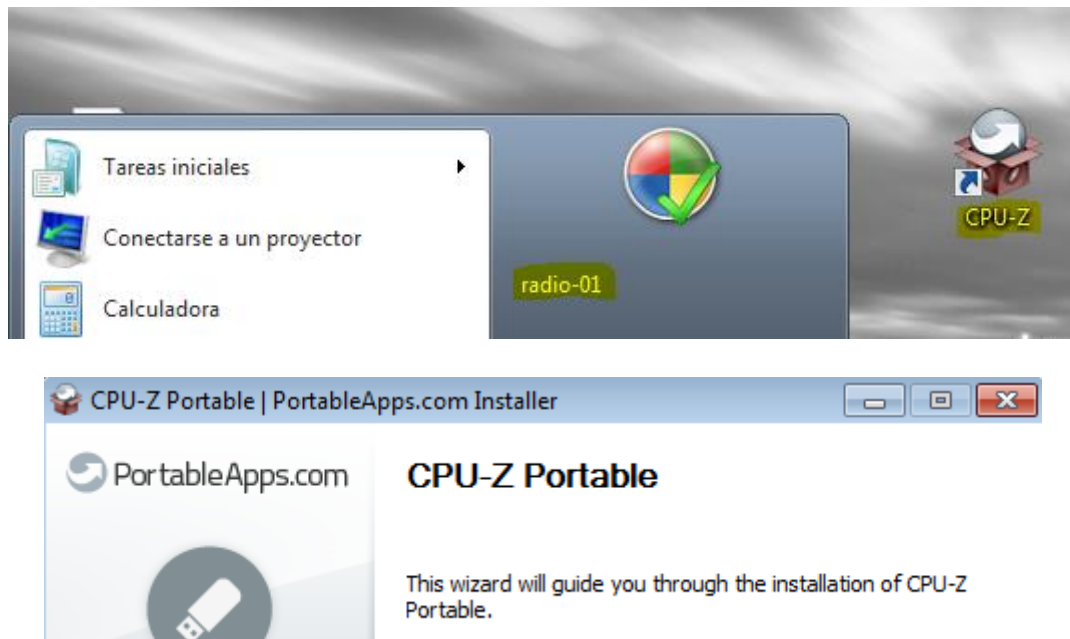 Tareas iniciales
Conectarse a un proyector
Calculadora
radio-01
CPU-Z
CPU-Z Portable | PortableApps.com Installer
PortableApps.com
CPU-Z Portable
This wizard will guide you through the installation of CPU-Z
Portable.